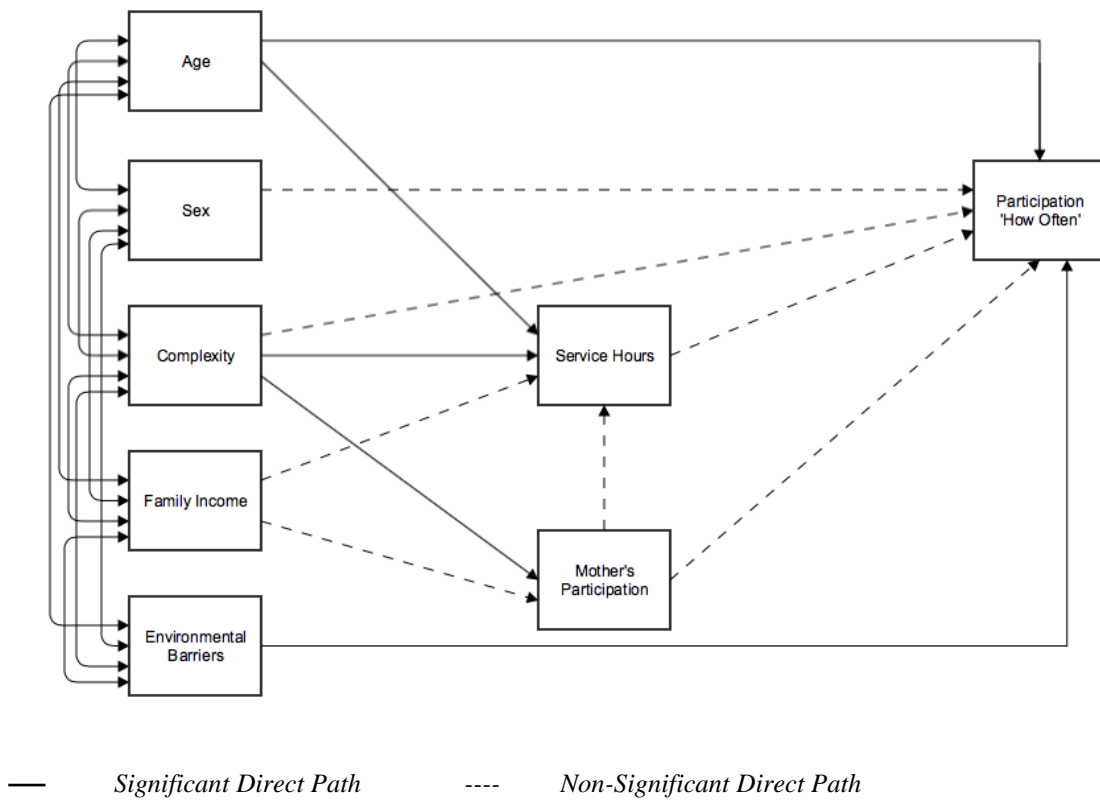 Age
Sex
Participation
'How Often'
Complexity
Service Hours
Family Income
Mother's
Participation
Environmental
Barriers
Significant Direct Path
---- Non-Significant Direct Path